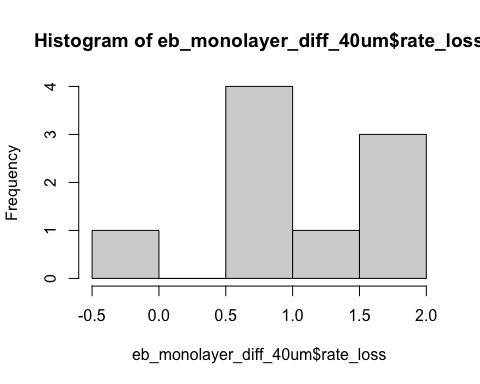 Histogram of eb_monolayer_diff_40um$rate_loss
Frequency
4
3
2
1
0
-0.5 0.0 0.5 1.0 1.5 2.0
eb_monolayer_diff_40um$rate_loss